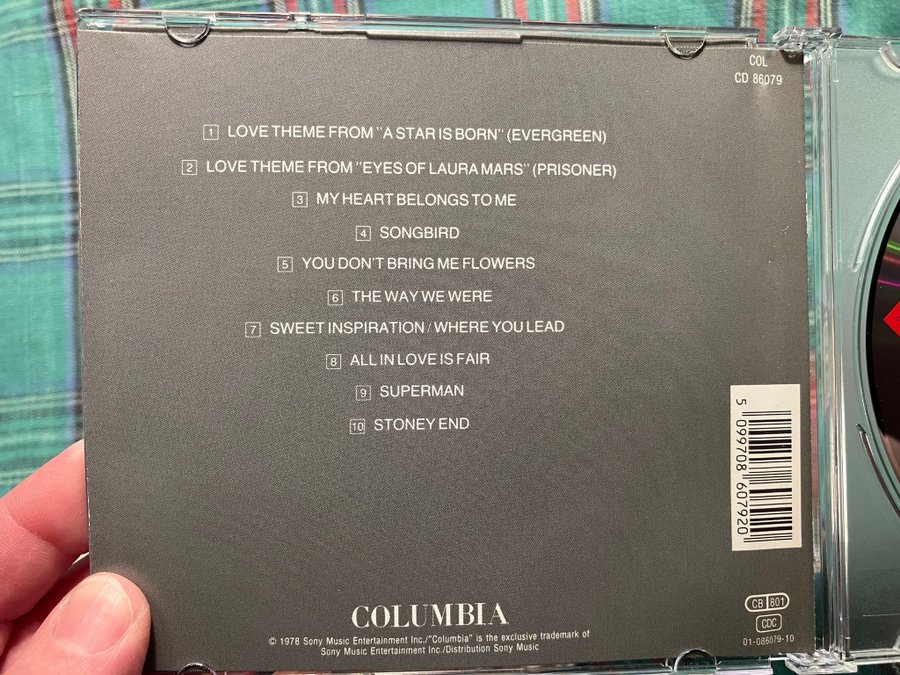 COL
CD 86079
1 LOVE THEME FROM "A STAR IS BORN" (EVERGREEN)
2 LOVE THEME FROM "EYES OF LAURA MARS" (PRISONER)
3 MY HEART BELONGS TO ME
4 SONGBIRD
5 YOU DON'T BRING ME FLOWERS
6 THE WAY WE WERE
7 SWEET INSPIRATION / WHERE YOU LEAD
8 ALL IN LOVE IS FAIR
9 SUPERMAN
10 STONEY END
5 099708 607920
COLUMBIA
© 1978 Sony Music Entertainment Inc./"Columbia" is the exclusive trademark of
Sony Music Entertainment Inc./Distribution Sony Music
CB 801
CDC
01-086079-10